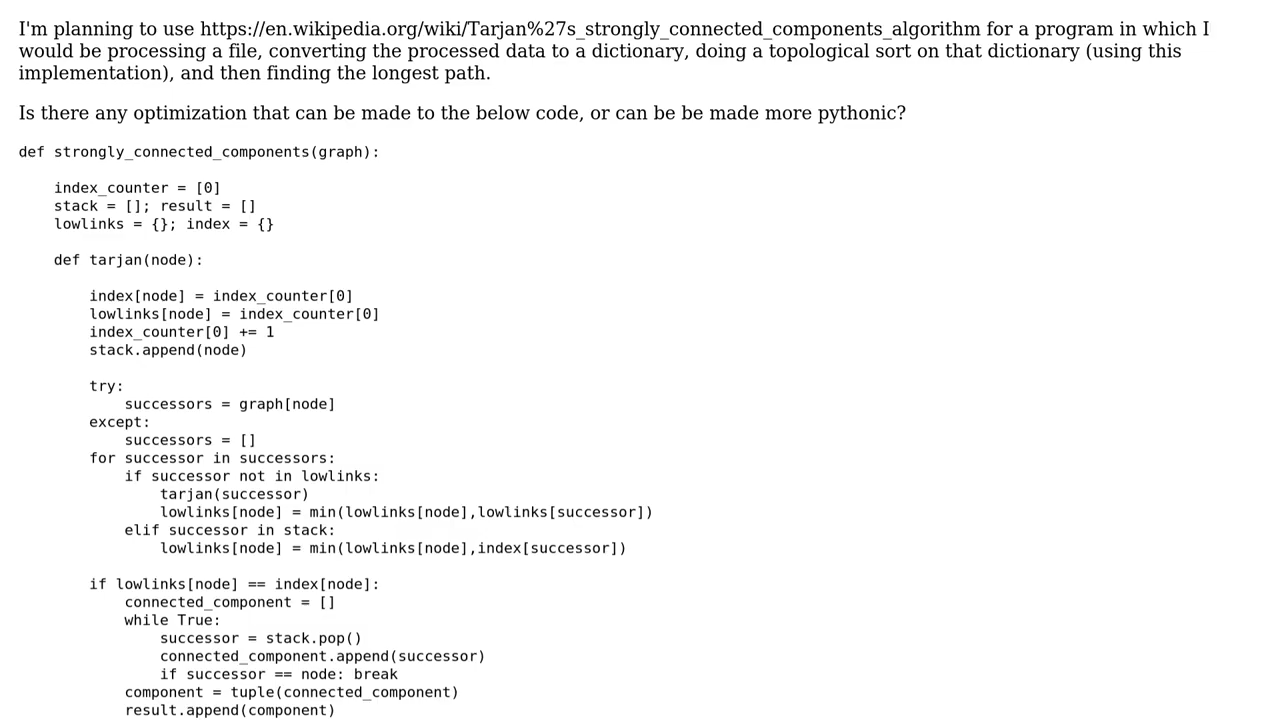 I'm planning to use https://en.wikipedia.org/wiki/Tarjan%27s_strongly_connected_components_algorithm for a program in which I
would be processing a file, converting the processed data to a dictionary, doing a topological sort on that dictionary (using this
implementation), and then finding the longest path.
Is there any optimization that can be made to the below code, or can be be made more pythonic?
def strongly_connected_components(graph):
    index_counter = [0]
    stack = []; result = []
    lowlinks = {}; index = {}
    def tarjan(node):
        index[node] = index_counter[0]
        lowlinks[node] = index_counter[0]
        index_counter[0] += 1
        stack.append(node)
        try:
            successors = graph[node]
        except:
            successors = []
        for successor in successors:
            if successor not in lowlinks:
                tarjan(successor)
                lowlinks[node] = min(lowlinks[node],lowlinks[successor])
            elif successor in stack:
                lowlinks[node] = min(lowlinks[node],index[successor])
        if lowlinks[node] == index[node]:
            connected_component = []
            while True:
                successor = stack.pop()
                connected_component.append(successor)
                if successor == node: break
            component = tuple(connected_component)
            result.append(component)